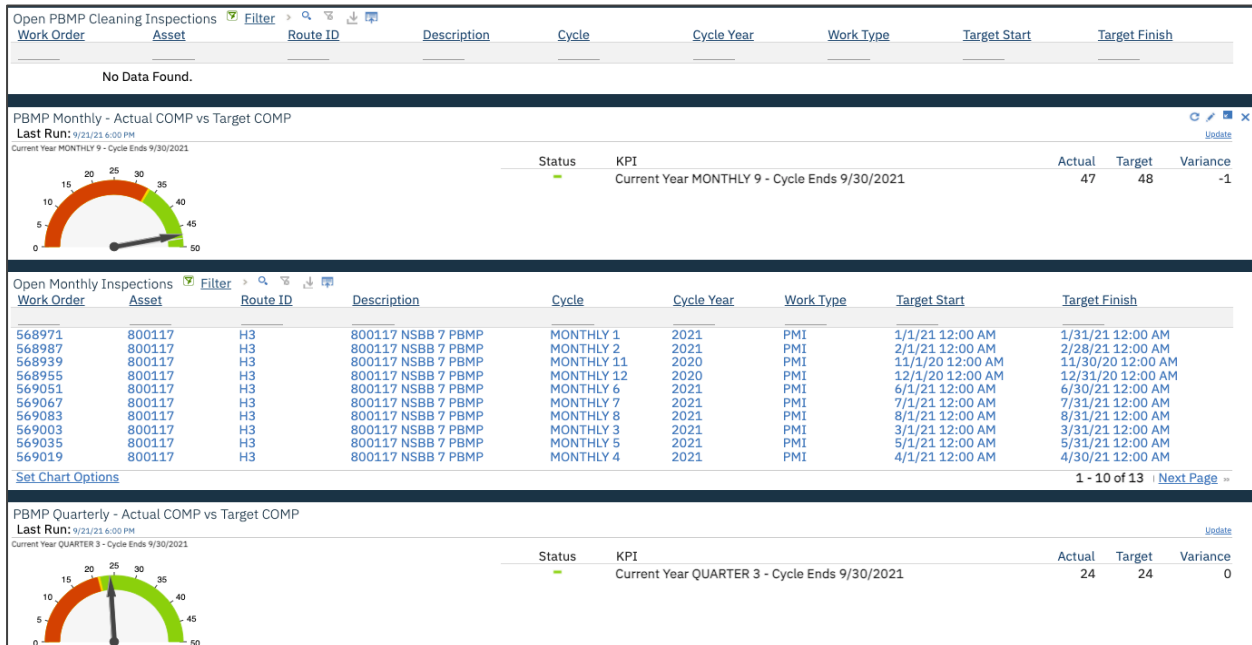 Open PBMP Cleaning Inspections Filter
Work Order Asset Route ID Description Cycle Cycle Year Work Type Target Start Target Finish
No Data Found.
PBMP Monthly - Actual COMP vs Target COMP
Last Run: 9/21/21 6:00 PM Update
Current Year MONTHLY 9 - Cycle Ends 9/30/2021
0 5 10 15 20 25 30 35 40 45 50
Status KPI Actual Target Variance
Current Year MONTHLY 9 - Cycle Ends 9/30/2021 47 48 -1
Open Monthly Inspections Filter
Work Order Asset Route ID Description Cycle Cycle Year Work Type Target Start Target Finish
568971 800117 H3 800117 NSBB 7 PBMP MONTHLY 1 2021 PMI 1/1/21 12:00 AM 1/31/21 12:00 AM
568987 800117 H3 800117 NSBB 7 PBMP MONTHLY 2 2021 PMI 2/1/21 12:00 AM 2/28/21 12:00 AM
568939 800117 H3 800117 NSBB 7 PBMP MONTHLY 11 2020 PMI 11/1/20 12:00 AM 11/30/20 12:00 AM
568955 800117 H3 800117 NSBB 7 PBMP MONTHLY 12 2020 PMI 12/1/20 12:00 AM 12/31/20 12:00 AM
569051 800117 H3 800117 NSBB 7 PBMP MONTHLY 6 2021 PMI 6/1/21 12:00 AM 6/30/21 12:00 AM
569067 800117 H3 800117 NSBB 7 PBMP MONTHLY 7 2021 PMI 7/1/21 12:00 AM 7/31/21 12:00 AM
569083 800117 H3 800117 NSBB 7 PBMP MONTHLY 8 2021 PMI 8/1/21 12:00 AM 8/31/21 12:00 AM
569003 800117 H3 800117 NSBB 7 PBMP MONTHLY 3 2021 PMI 3/1/21 12:00 AM 3/31/21 12:00 AM
569035 800117 H3 800117 NSBB 7 PBMP MONTHLY 5 2021 PMI 5/1/21 12:00 AM 5/31/21 12:00 AM
569019 800117 H3 800117 NSBB 7 PBMP MONTHLY 4 2021 PMI 4/1/21 12:00 AM 4/30/21 12:00 AM
Set Chart Options 1 - 10 of 13 Next Page »
PBMP Quarterly - Actual COMP vs Target COMP
Last Run: 9/21/21 6:00 PM Update
Current Year QUARTER 3 - Cycle Ends 9/30/2021
0 5 10 15 20 25 30 35 40 45 50
Status KPI Actual Target Variance
Current Year QUARTER 3 - Cycle Ends 9/30/2021 24 24 0